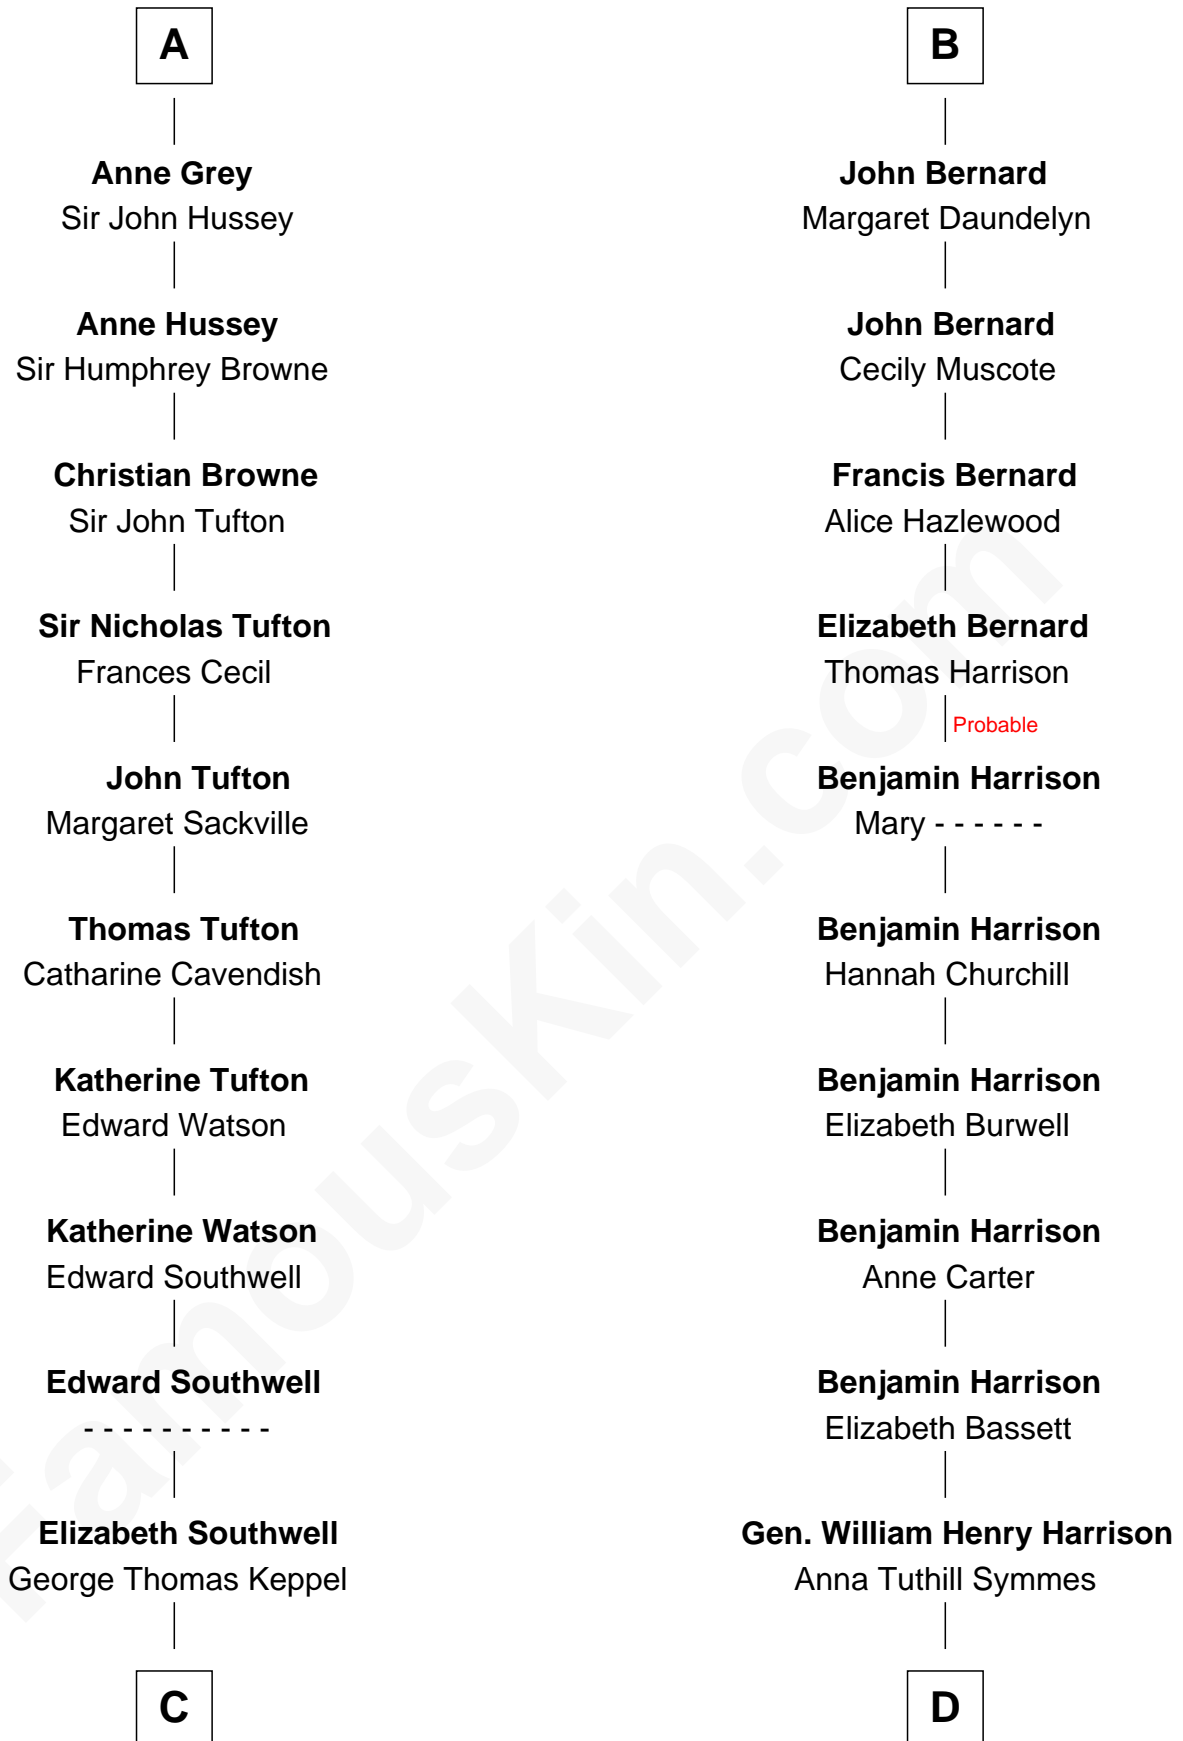 A
Anne Grey
Sir John Hussey
Anne Hussey
Sir Humphrey Browne
Christian Browne
Sir John Tufton
Sir Nicholas Tufton
Frances Cecil
John Tufton
Margaret Sackville
Thomas Tufton
Catharine Cavendish
Katherine Tufton
Edward Watson
Katherine Watson
Edward Southwell
Edward Southwell
- - - - - - - - - -
Elizabeth Southwell
George Thomas Keppel
C
B
John Bernard
Margaret Daundelyn
John Bernard
Cecily Muscote
Francis Bernard
Alice Hazlewood
Elizabeth Bernard
Thomas Harrison
Probable
Benjamin Harrison
Mary - - - - - -
Benjamin Harrison
Hannah Churchill
Benjamin Harrison
Elizabeth Burwell
Benjamin Harrison
Anne Carter
Benjamin Harrison
Elizabeth Bassett
Gen. William Henry Harrison
Anna Tuthill Symmes
D
FamousKin.com